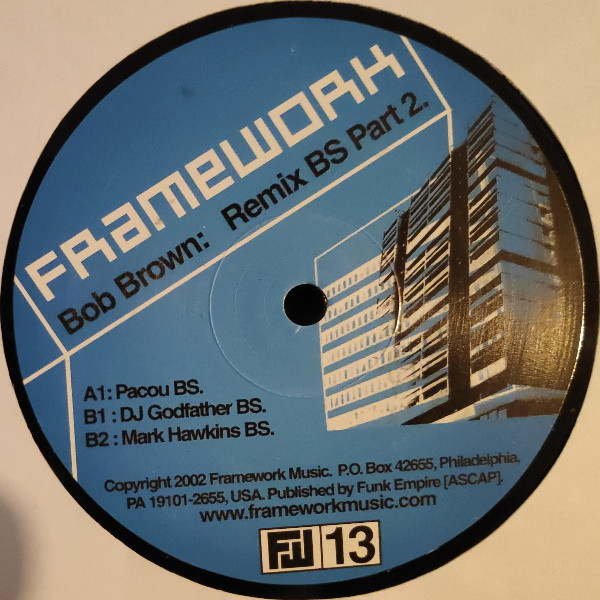 FRAMEWORK
Bob Brown: Remix BS Part 2.
A1: Pacou BS.
B1 : DJ Godfather BS.
B2 : Mark Hawkins BS.
Copyright 2002 Framework Music. P.O. Box 42655, Philadelphia,
PA 19101-2655, USA. Published by Funk Empire [ASCAP].
www.frameworkmusic.com
FW 13